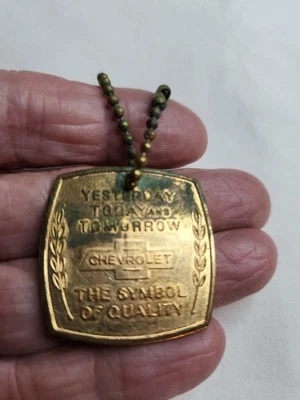 YESTERDAY
TODAY AND
TOMORROW
CHEVROLET
THE SYMBOL
OF QUALITY